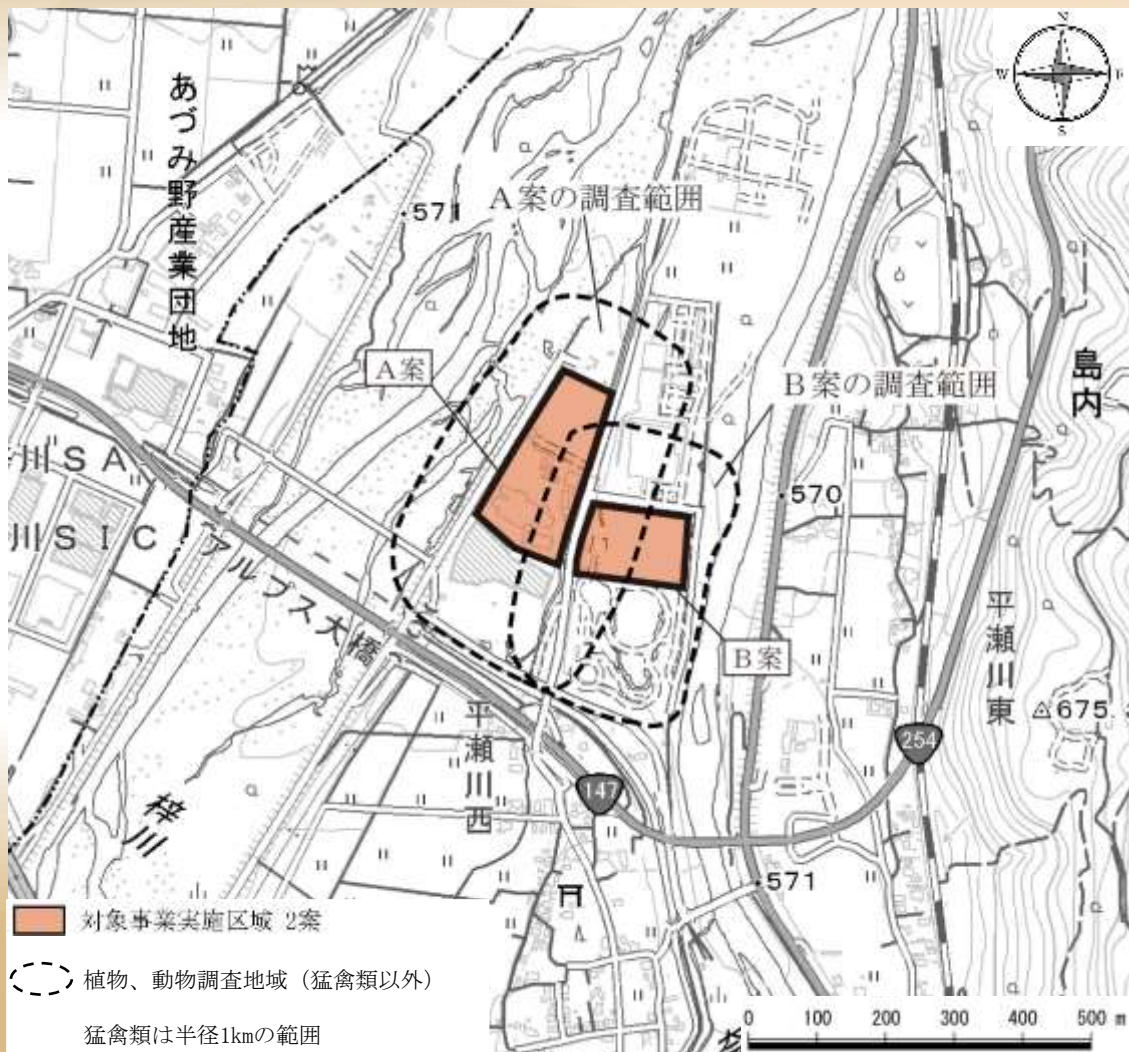 N
W
E
S
あづみ野産業団地
571
A案の調査範囲
A案
B案の調査範囲
島内
川SA
570
川SIC
アルプス大橋
B案
平瀬川東
675
平瀬川西
254
147
梓川
571
対象事業実施区域 2案
植物、動物調査地域（猛禽類以外）
猛禽類は半径1kmの範囲
0 100 200 300 400 500 m